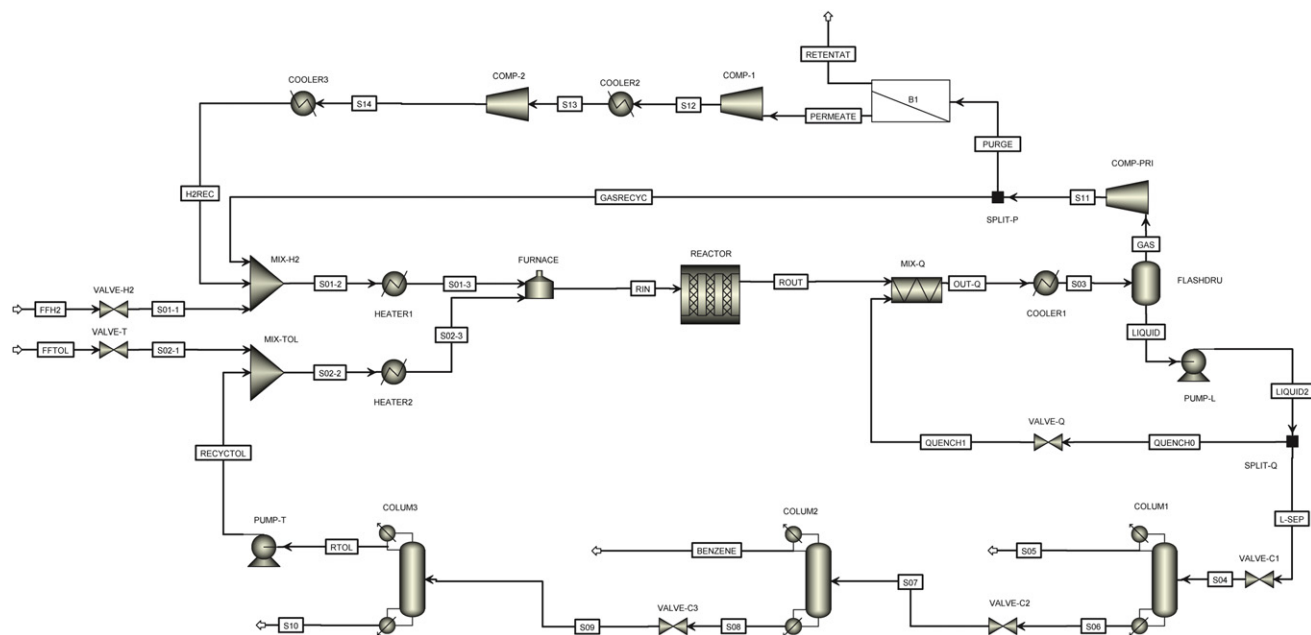 RETENTAT
COMP-1
COMP-2
COOLER2
COOLER3
B1
S14
S13
S12
PERMEATE
PURGE
COMP-PRI
H2REC
GASRECYC
S11
SPLIT-P
GAS
MIX-H2
FURNACE
REACTOR
MIX-Q
S01-2
S01-3
RIN
ROUT
OUT-Q
S03
FLASHDRU
VALVE-H2
FFH2
S01-1
HEATER1
COOLER1
VALVE-T
S02-3
LIQUID
FFTOL
S02-1
MIX-TOL
S02-2
HEATER2
PUMP-L
LIQUID2
VALVE-Q
QUENCH1
QUENCH0
RECYCTOL
SPLIT-Q
COLUM3
COLUM2
COLUM1
L-SEP
PUMP-T
RTOL
BENZENE
S05
VALVE-C1
S07
S04
VALVE-C3
VALVE-C2
S10
S09
S08
S06